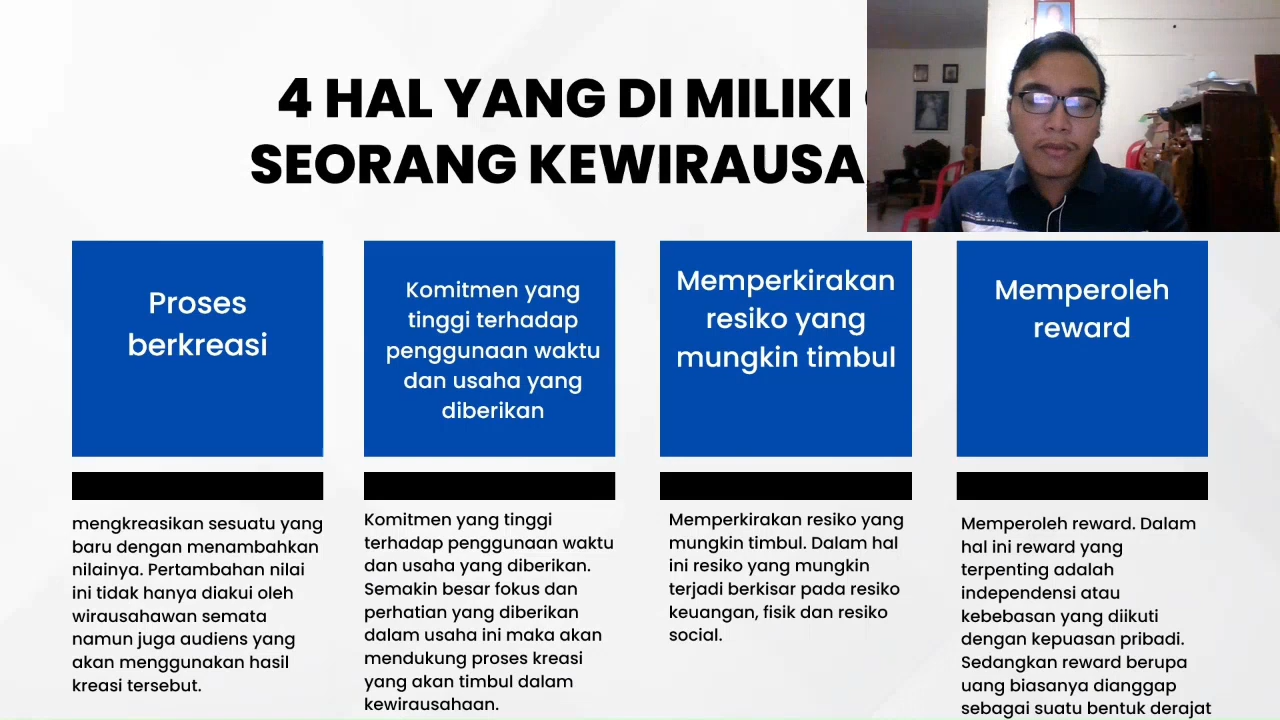 4 HAL YANG DI MILIKI
SEORANG
Proses
berkreasi
Komitmen yang
tinggi terhadap
penggunaan waktu
dan usaha yang
diberikan
Memperkirakan
resiko yang
mungkin timbul
Memperoleh
reward
mengkreasikan sesuatu yang
baru dengan menambahkan
nilainya. Pertambahan nilai
ini tidak hanya diakui oleh
wirausahawan semata
namun juga audiens yang
akan menggunakan hasil
kreasi tersebut.
Komitmen yang tinggi
terhadap penggunaan waktu
dan usaha yang diberikan.
Semakin besar fokus dan
perhatian yang diberikan
dalam usaha ini maka akan
mendukung proses kreasi
yang akan timbul dalam
kewirausahaan.
Memperkirakan resiko yang
mungkin timbul. Dalam hal
ini resiko yang mungkin
terjadi berkisar pada resiko
keuangan, fisik dan resiko
social.
Memperoleh reward. Dalam
hal ini reward yang
terpenting adalah
independensi atau
kebebasan yang diikuti
dengan kepuasan pribadi.
Sedangkan reward berupa
uang biasanya dianggap
sebagai suatu bentuk derajat